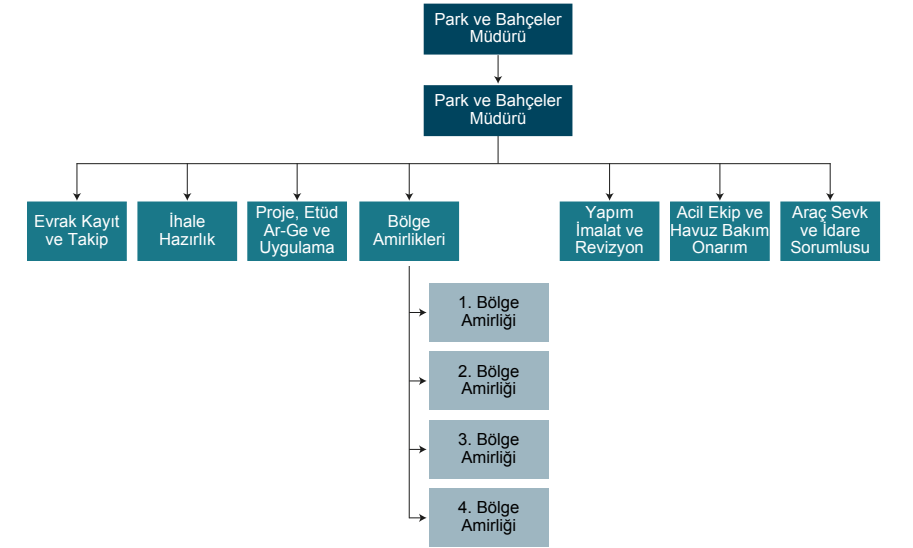 Park ve Bahçeler
Müdürü
Park ve Bahçeler
Müdürü
Evrak Kayıt
ve Takip
İhale
Hazırlık
Proje, Etüd
Ar-Ge ve
Uygulama
Bölge
Amirlikleri
Yapım
İmalat ve
Revizyon
Acil Ekip ve
Havuz Bakım
Onarım
Araç Sevk
ve İdare
Sorumlusu
1. Bölge
Amirliği
2. Bölge
Amirliği
3. Bölge
Amirliği
4. Bölge
Amirliği